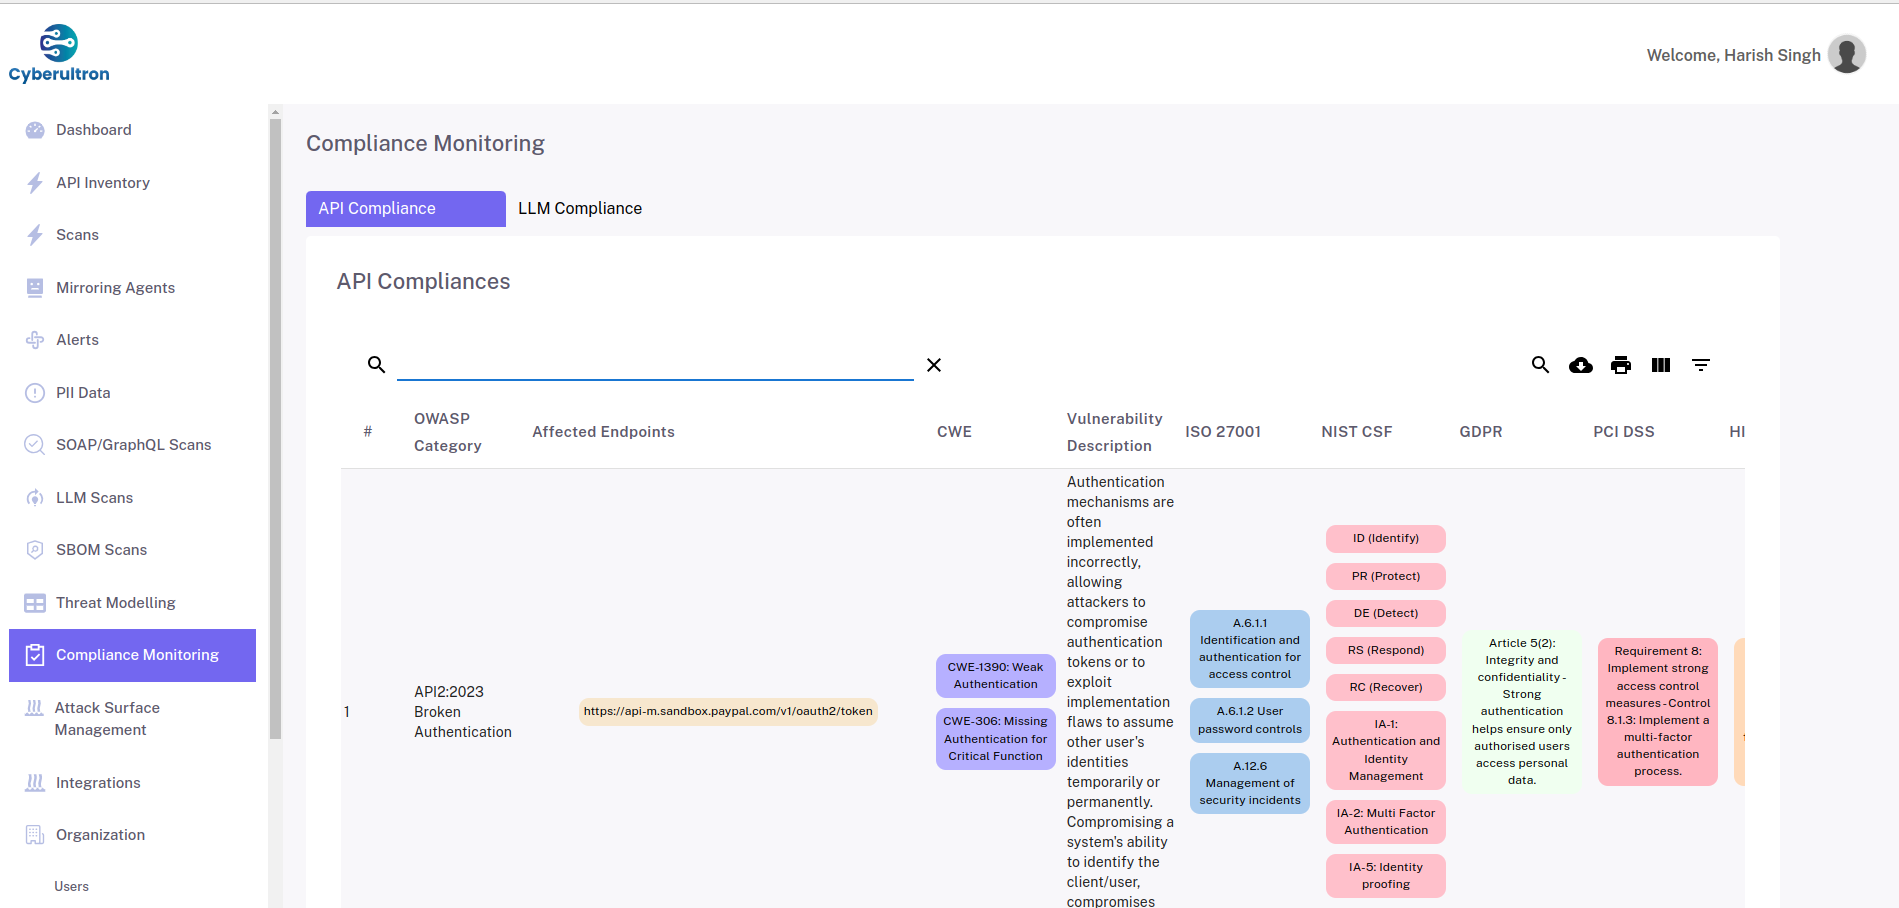 Cyberultron
Welcome, Harish Singh
Dashboard
API Inventory
Scans
Mirroring Agents
Alerts
PII Data
SOAP/GraphQL Scans
LLM Scans
SBOM Scans
Threat Modelling
Compliance Monitoring
Attack Surface
Management
Integrations
Organization
Users
Compliance Monitoring
API Compliance
LLM Compliance
API Compliances
#
OWASP
Category
Affected Endpoints
CWE
Vulnerability
Description
ISO 27001
NIST CSF
GDPR
PCI DSS
HI
1
API2:2023
Broken
Authentication
https://api-m.sandbox.paypal.com/v1/oauth2/token
CWE-1390: Weak
Authentication
CWE-306: Missing
Authentication for
Critical Function
Authentication
mechanisms are
often
implemented
incorrectly,
allowing
attackers to
compromise
authentication
tokens or to
exploit
implementation
flaws to assume
other user's
identities
temporarily or
permanently.
Compromising a
system's ability
to identify the
client/user,
compromises
A.6.1.1
Identification and
authentication for
access control
A.6.1.2 User
password controls
A.12.6
Management of
security incidents
ID (Identify)
PR (Protect)
DE (Detect)
RS (Respond)
RC (Recover)
IA-1:
Authentication and
Identity
Management
IA-2: Multi Factor
Authentication
IA-5: Identity
proofing
Article 5(2):
Integrity and
confidentiality -
Strong
authentication
helps ensure only
authorised users
access personal
data.
Requirement 8:
Implement strong
access control
measures - Control
8.1.3: Implement a
multi-factor
authentication
process.